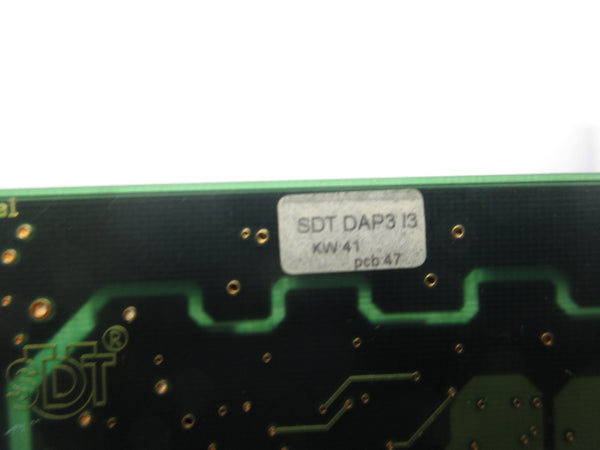 SDT DAP3 I3
KW 41
pcb 47
SDT®